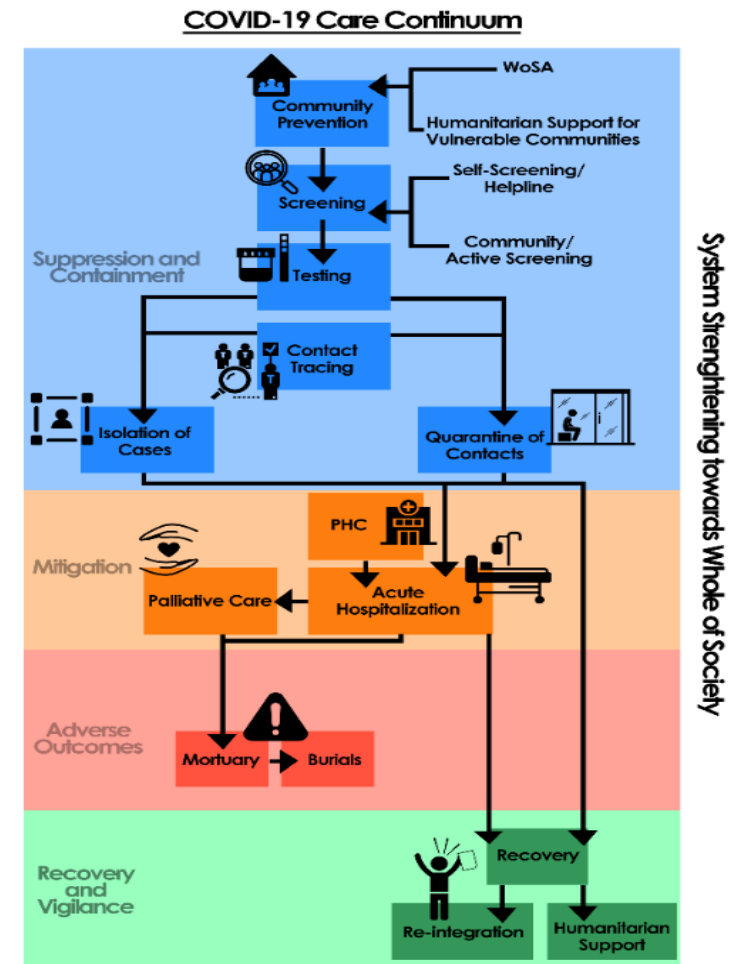 COVID-19 Care Continuum
WoSA
Community
Prevention
Humanitarian Support for
Vulnerable Communities
Self-Screening/
Helpline
Screening
Community/
Active Screening
Suppression and
Containment
Testing
Contact
Tracing
Isolation of
Cases
Quarantine of
Contacts
System Strenghtening towards Whole of Society
PHC
Mitigation
Palliative Care
Acute
Hospitalization
Adverse
Outcomes
Mortuary
Burials
Recovery
and
Vigilance
Recovery
Re-integration
Humanitarian
Support